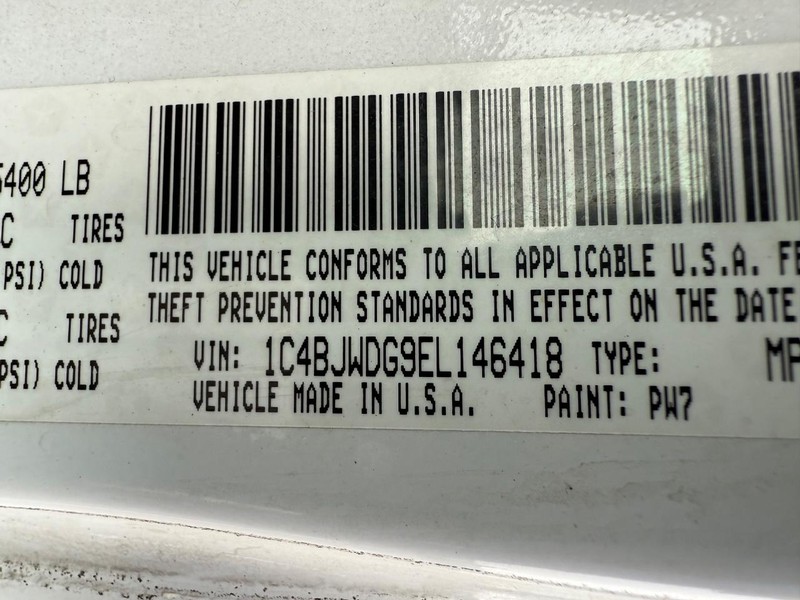 5400 LB
C TIRES
PSI) COLD
C TIRES
PSI) COLD
THIS VEHICLE CONFORMS TO ALL APPLICABLE U.S.A. FE
THEFT PREVENTION STANDARDS IN EFFECT ON THE DATE
VIN: 1C4BJWDG9EL146418 TYPE: MP
VEHICLE MADE IN U.S.A. PAINT: PW7